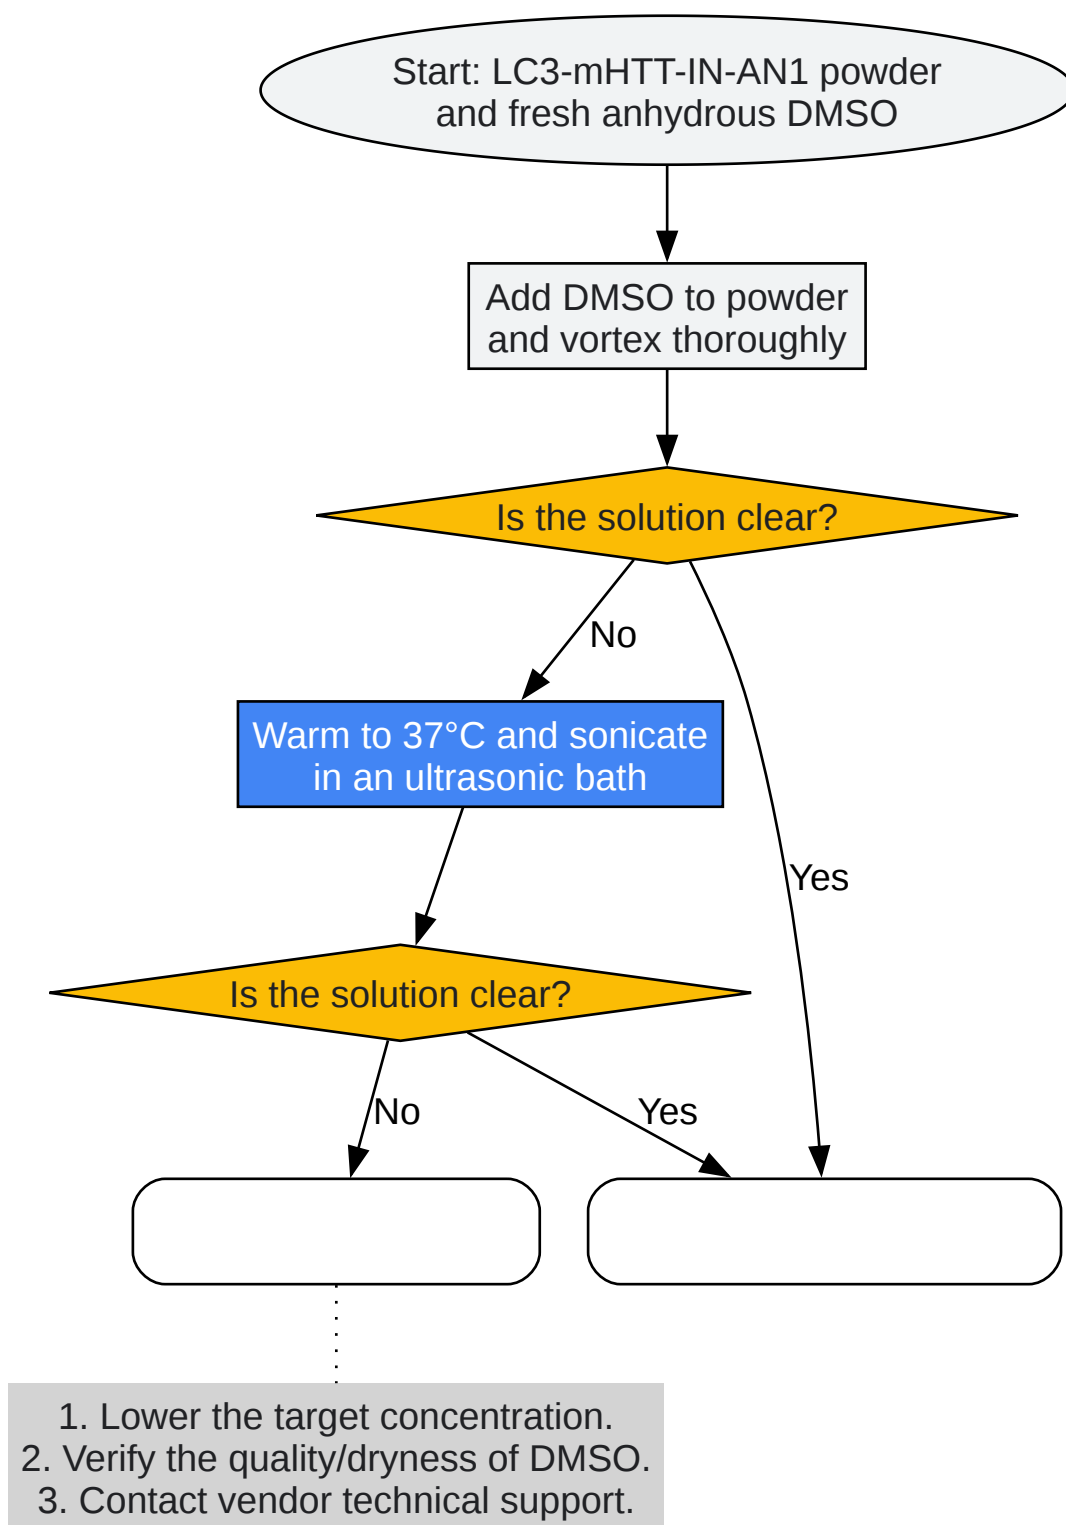 Start: LC3-mHTT-IN-AN1 powder
and fresh anhydrous DMSO
Add DMSO to powder
and vortex thoroughly
Is the solution clear?
No
Warm to 37°C and sonicate
in an ultrasonic bath
Yes
Is the solution clear?
No
Yes
1. Lower the target concentration.
2. Verify the quality/dryness of DMSO.
3. Contact vendor technical support.